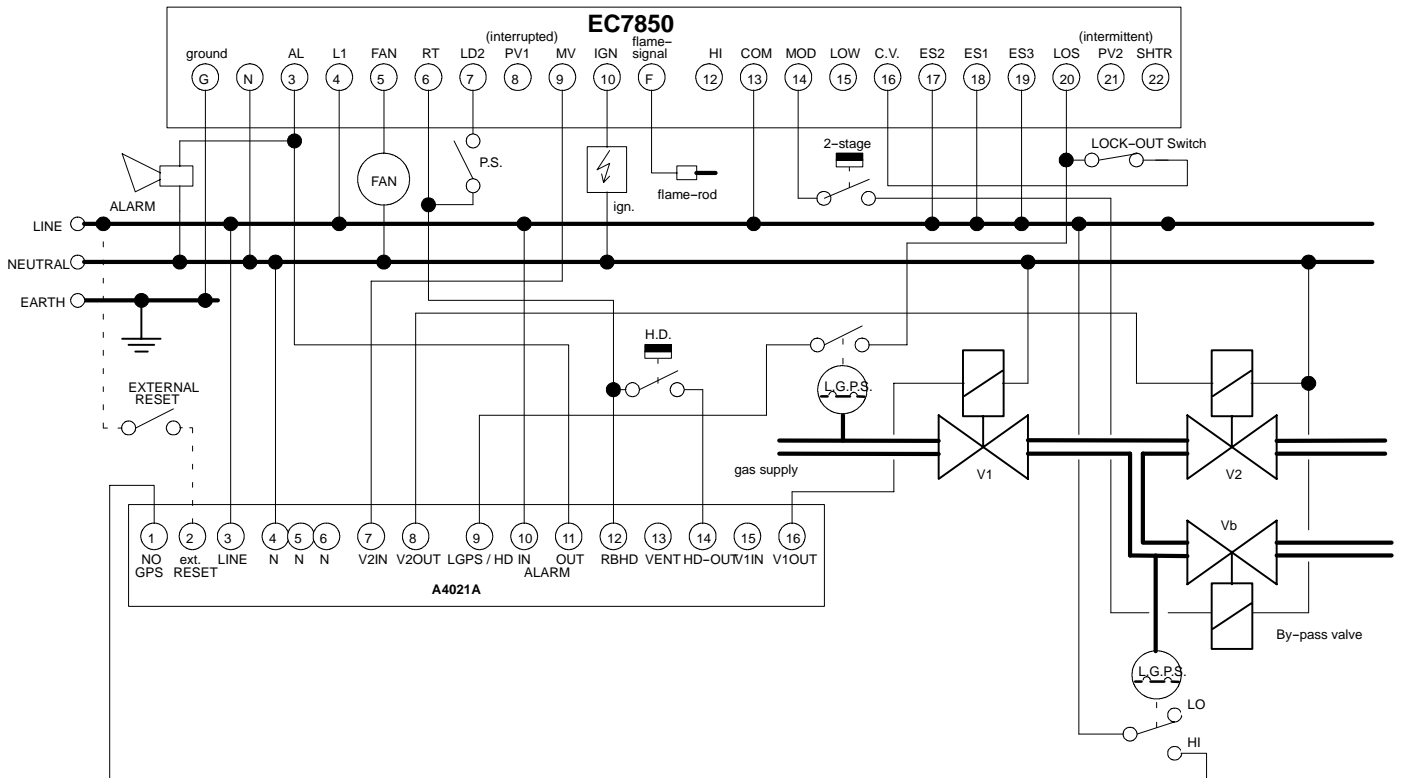 EC7850
(interrupted) (intermittent)
ground AL L1 FAN RT LD2 PV1 MV IGN flame-signal HI COM MOD LOW C.V. ES2 ES1 ES3 LOS PV2 SHTR
G N 3 4 5 6 7 8 9 10 F 12 13 14 15 16 17 18 19 20 21 22
2-stage
LOCK-OUT Switch
P.S.
FAN
flame-rod
ign.
ALARM
LINE
NEUTRAL
EARTH
H.D.
EXTERNAL
RESET
L.G.P.S.
gas supply
V1
V2
Vb
1 2 3 4 5 6 7 8 9 10 11 12 13 14 15 16
NO ext. LINE N N N V2IN V2OUT LGPS / HD IN OUT RBHD VENT HD-OUT V1IN V1OUT
GPS RESET ALARM
A4021A
By-pass valve
L.G.P.S.
LO
HI